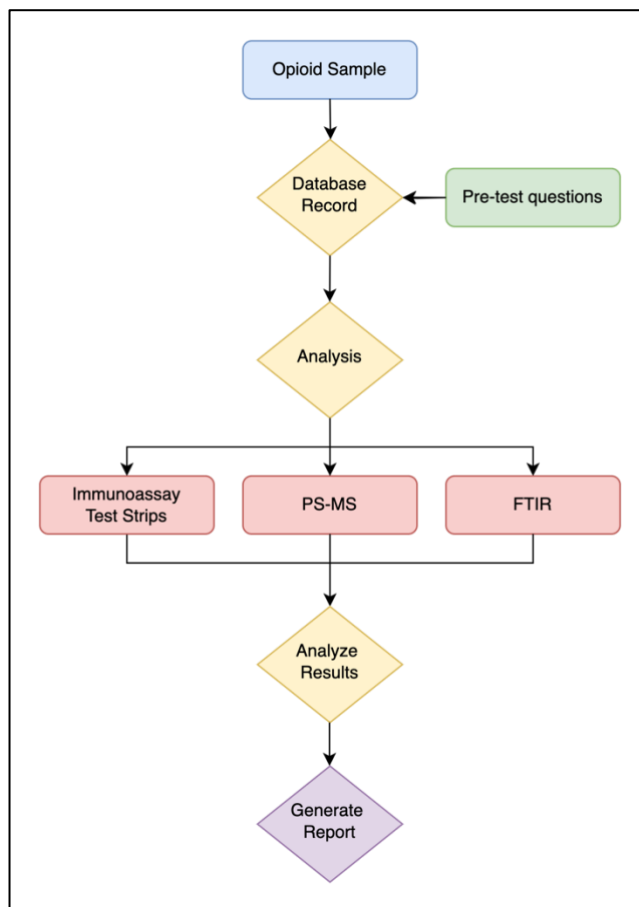 Opioid Sample
Database
Record
Pre-test questions
Analysis
Immunoassay
Test Strips
PS-MS
FTIR
Analyze
Results
Generate
Report